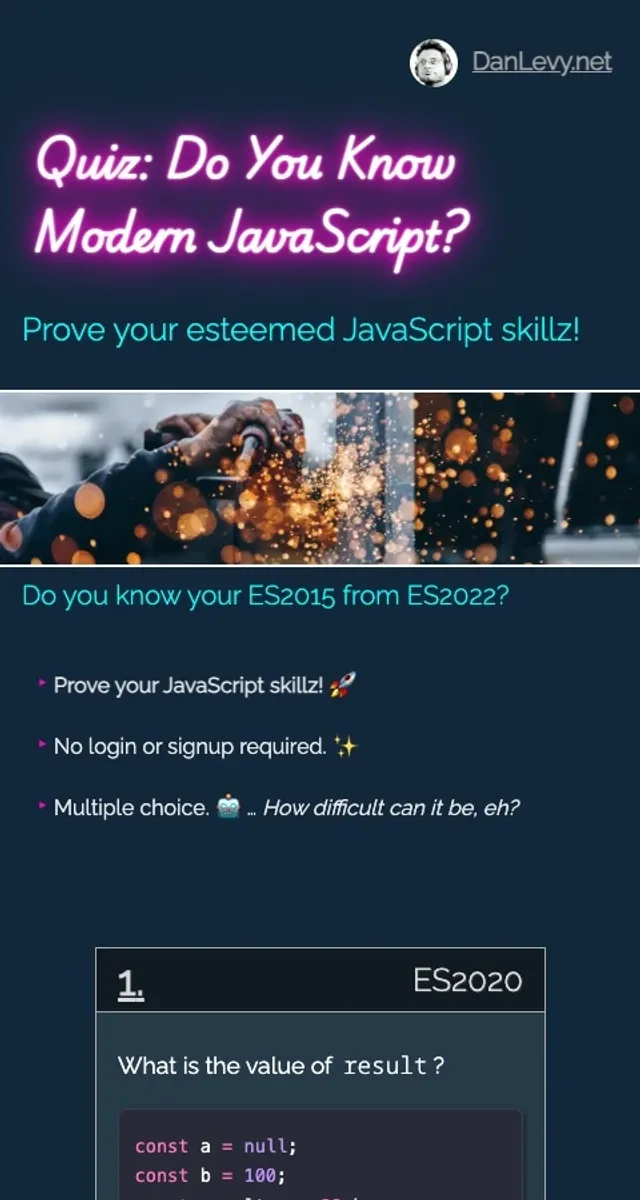 DanLevy.net
Quiz: Do You Know
Modern JavaScript?
Prove your esteemed JavaScript skillz!
Do you know your ES2015 from ES2022?
‣ Prove your JavaScript skillz! 🚀
‣ No login or signup required. ✨
‣ Multiple choice. 🤖 … How difficult can it be, eh?
1. ES2020
What is the value of result?
const a = null;
const b = 100;